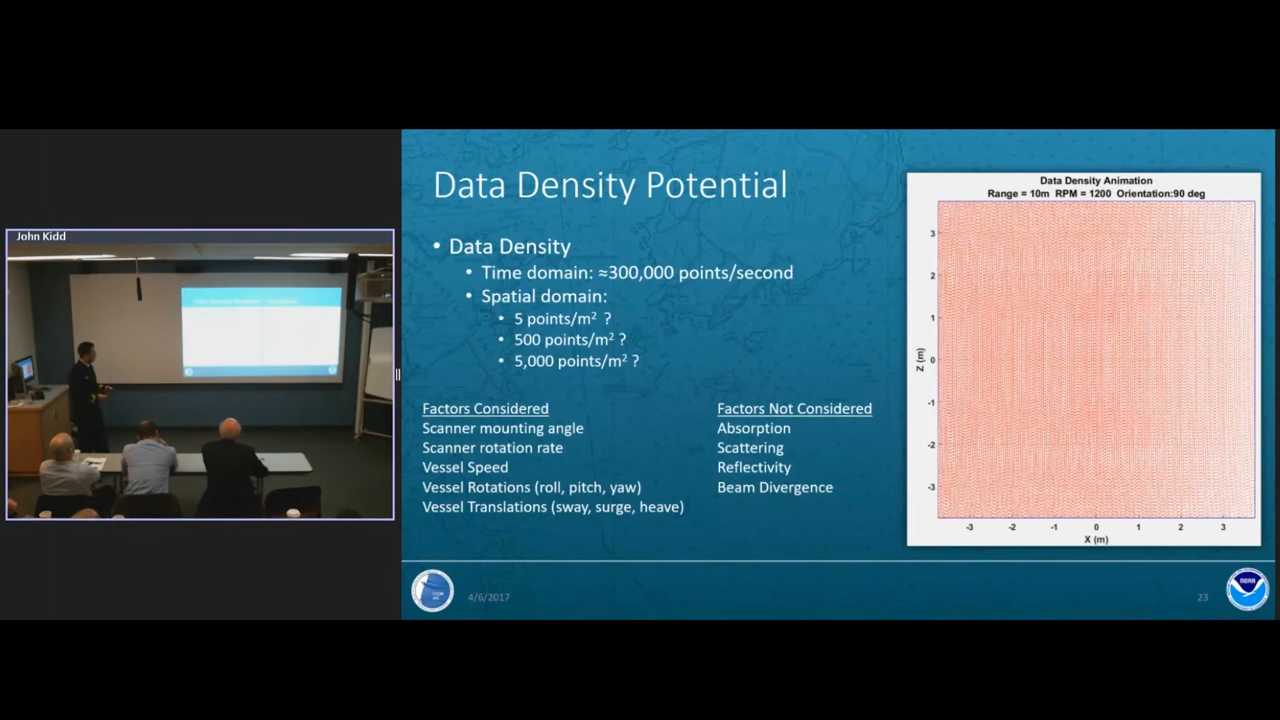 John Kidd
Data Density Potential
• Data Density
• Time domain: ≈300,000 points/second
• Spatial domain:
• 5 points/m² ?
• 500 points/m² ?
• 5,000 points/m² ?
Factors Considered
Scanner mounting angle
Scanner rotation rate
Vessel Speed
Vessel Rotations (roll, pitch, yaw)
Vessel Translations (sway, surge, heave)
Factors Not Considered
Absorption
Scattering
Reflectivity
Beam Divergence
Data Density Animation
Range = 10m RPM = 1200 Orientation:90 deg
Z (m)
3
2
1
0
-1
-2
-3
-3 -2 -1 0 1 2 3
X (m)
4/6/2017
23
NOAA